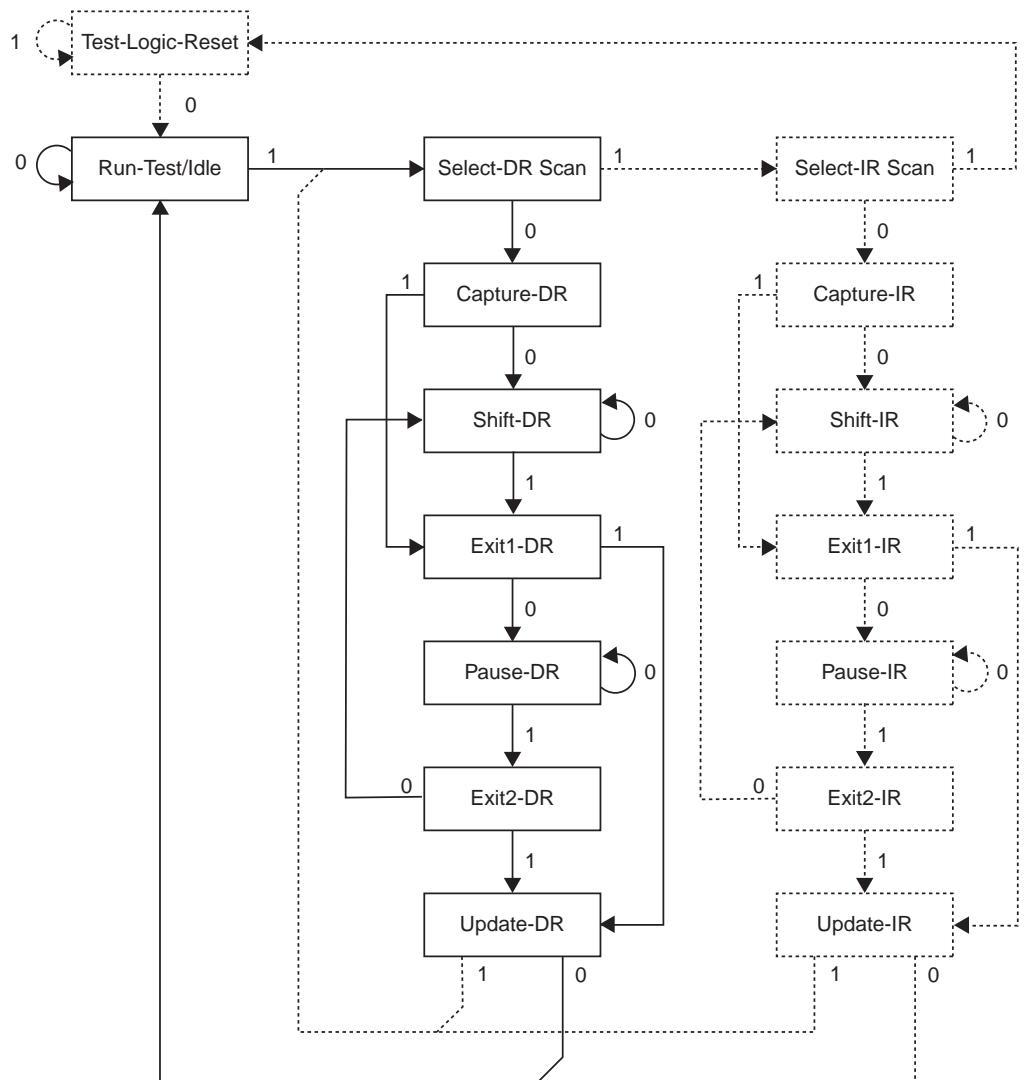 1
Test-Logic-Reset
0
0
Run-Test/Idle
1
Select-DR Scan
1
Select-IR Scan
1
0
0
1
Capture-DR
1
Capture-IR
0
0
Shift-DR
0
Shift-IR
0
1
1
Exit1-DR
1
Exit1-IR
1
0
0
Pause-DR
0
Pause-IR
0
1
1
0
Exit2-DR
0
Exit2-IR
1
1
Update-DR
Update-IR
1
0
1
0